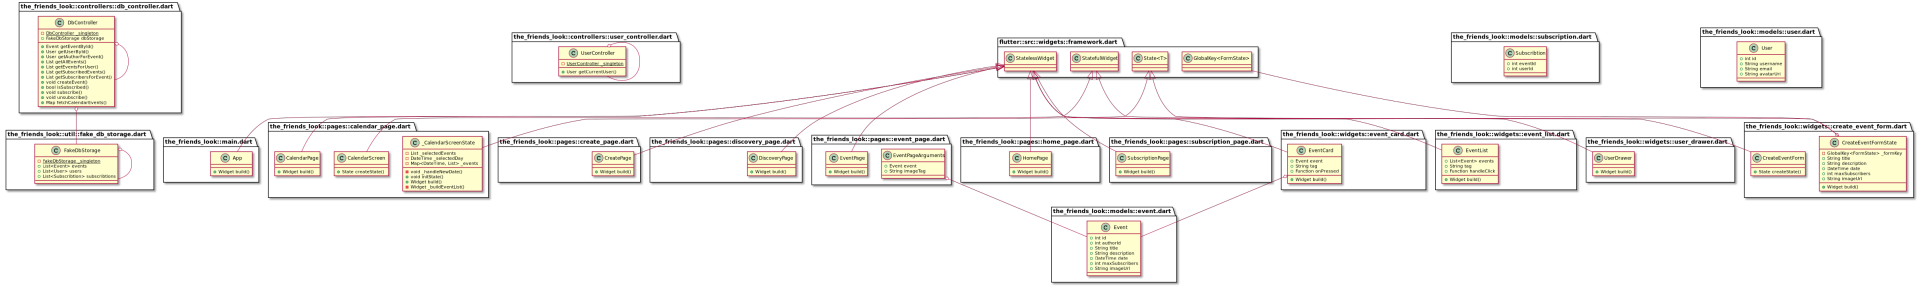 the_friends_look::controllers::db_controller.dart
DbController
DbController _singleton
FakeDbStorage dbStorage
Event getEventById()
User getUserById()
User getAuthorForEvent()
List getAllEvents()
List getEventsForUser()
List getSubscribedEvents()
List getSubscribersForEvent()
void createEvent()
bool isSubscribed()
void subscribe()
void unsubscribe()
Map fetchCalendarEvents()
the_friends_look::controllers::user_controller.dart
UserController
UserController _singleton
User getCurrentUser()
flutter::src::widgets::framework.dart
StatelessWidget
StatefulWidget
State<T>
GlobalKey<FormState>
the_friends_look::models::subscription.dart
Subscribtion
int eventId
int userId
the_friends_look::models::user.dart
User
int id
String username
String email
String avatarUrl
the_friends_look::util::fake_db_storage.dart
FakeDbStorage
FakeDbStorage _singleton
List<Event> events
List<User> users
List<Subscribtion> subscribtions
the_friends_look::main.dart
App
Widget build()
the_friends_look::pages::calendar_page.dart
CalendarPage
Widget build()
CalendarScreen
State createState()
_CalendarScreenState
List _selectedEvents
DateTime _selectedDay
Map<DateTime, List> _events
void _handleNewDate()
void initState()
Widget build()
Widget _buildEventList()
the_friends_look::pages::create_page.dart
CreatePage
Widget build()
the_friends_look::pages::discovery_page.dart
DiscoveryPage
Widget build()
the_friends_look::pages::event_page.dart
EventPage
Widget build()
EventPageArguments
Event event
String imageTag
the_friends_look::pages::home_page.dart
HomePage
Widget build()
the_friends_look::pages::subscription_page.dart
SubscriptionPage
Widget build()
the_friends_look::widgets::event_card.dart
EventCard
Event event
String tag
Function onPressed
Widget build()
the_friends_look::widgets::event_list.dart
EventList
List<Event> events
String tag
Function handleClick
Widget build()
the_friends_look::widgets::user_drawer.dart
UserDrawer
Widget build()
the_friends_look::widgets::create_event_form.dart
CreateEventForm
State createState()
CreateEventFormState
GlobalKey<FormState> _formKey
String title
String description
DateTime date
int maxSubscribers
String imageUrl
Widget build()
the_friends_look::models::event.dart
Event
int id
int authorId
String title
String description
DateTime date
int maxSubscribers
String imageUrl